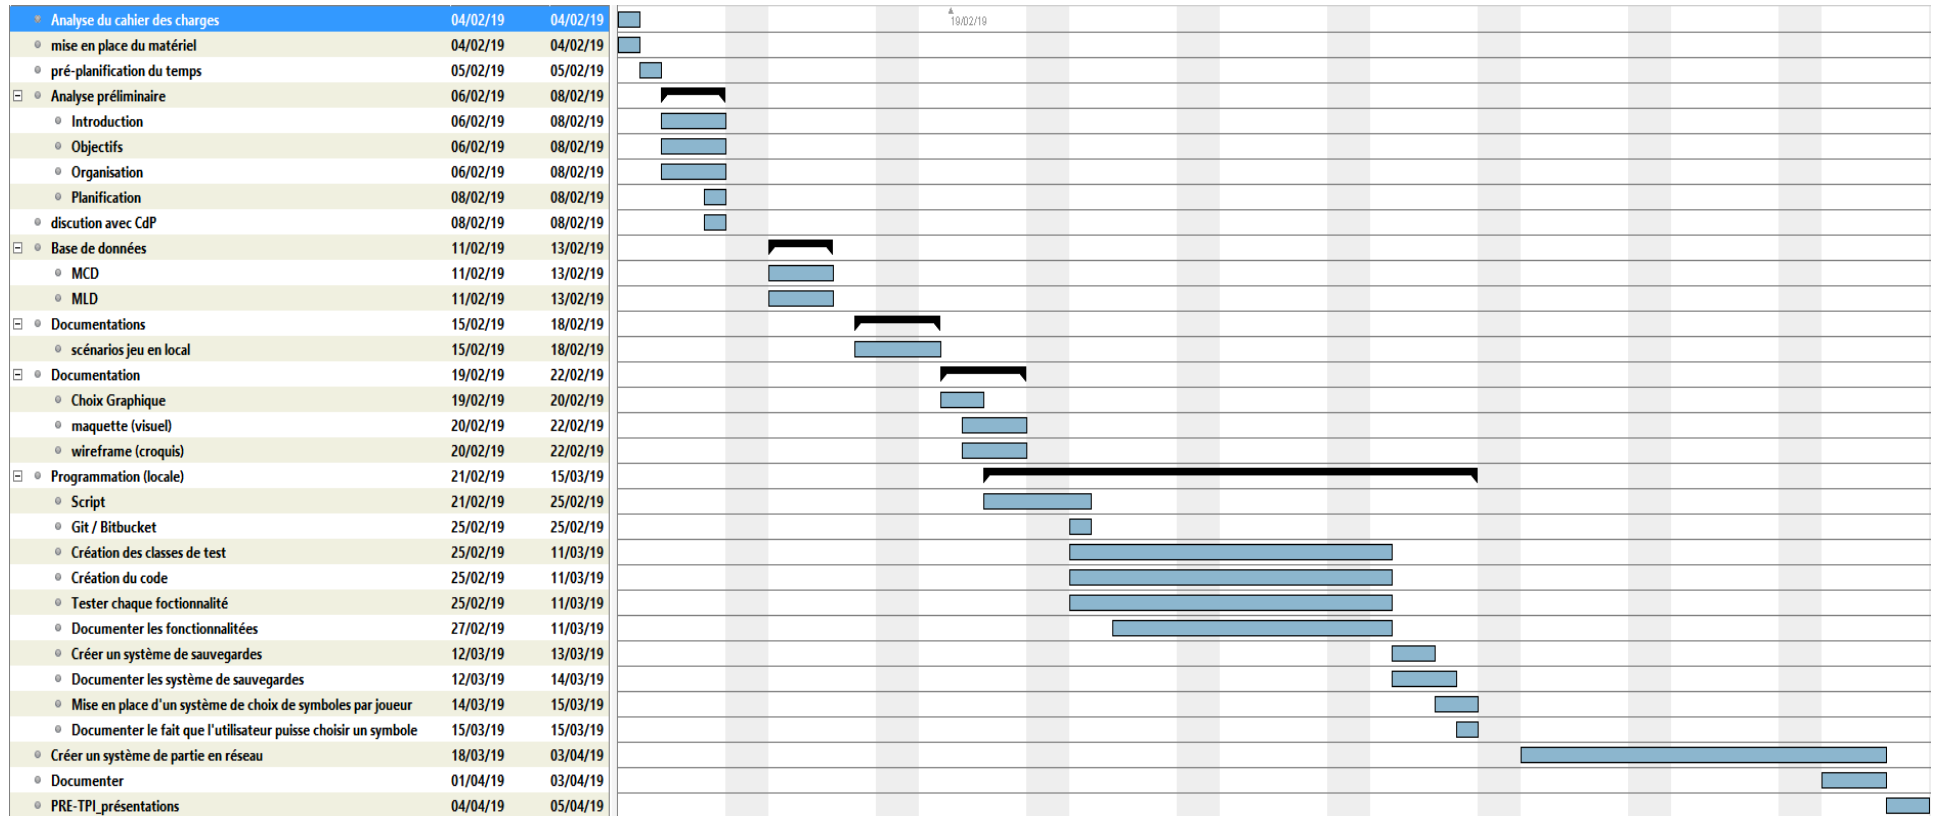 Analyse du cahier des charges 04/02/19 04/02/19 19/02/19
mise en place du matériel 04/02/19 04/02/19
pré-planification du temps 05/02/19 05/02/19
Analyse préliminaire 06/02/19 08/02/19
Introduction 06/02/19 08/02/19
Objectifs 06/02/19 08/02/19
Organisation 06/02/19 08/02/19
Planification 08/02/19 08/02/19
discution avec CdP 08/02/19 08/02/19
Base de données 11/02/19 13/02/19
MCD 11/02/19 13/02/19
MLD 11/02/19 13/02/19
Documentations 15/02/19 18/02/19
scénarios jeu en local 15/02/19 18/02/19
Documentation 19/02/19 22/02/19
Choix Graphique 19/02/19 20/02/19
maquette (visuel) 20/02/19 22/02/19
wireframe (croquis) 20/02/19 22/02/19
Programmation (locale) 21/02/19 15/03/19
Script 21/02/19 25/02/19
Git / Bitbucket 25/02/19 25/02/19
Création des classes de test 25/02/19 11/03/19
Création du code 25/02/19 11/03/19
Tester chaque foctionnalité 25/02/19 11/03/19
Documenter les fonctionnalitées 27/02/19 11/03/19
Créer un système de sauvegardes 12/03/19 13/03/19
Documenter les système de sauvegardes 12/03/19 14/03/19
Mise en place d'un système de choix de symboles par joueur 14/03/19 15/03/19
Documenter le fait que l'utilisateur puisse choisir un symbole 15/03/19 15/03/19
Créer un système de partie en réseau 18/03/19 03/04/19
Documenter 01/04/19 03/04/19
PRE-TPI_présentations 04/04/19 05/04/19